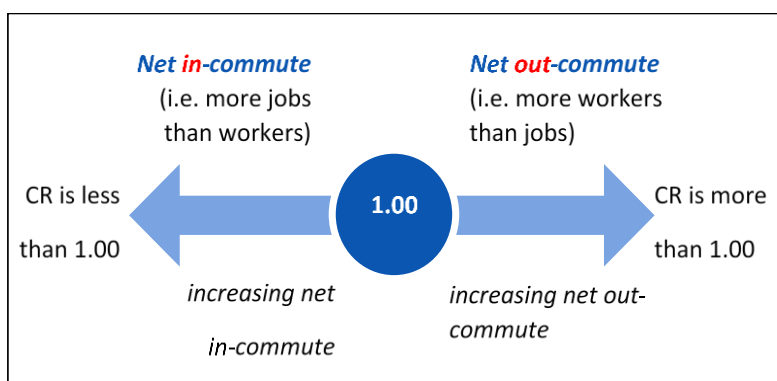 Net in-commute
(i.e. more jobs
than workers)
Net out-commute
(i.e. more workers
than jobs)
CR is less
than 1.00
1.00
CR is more
than 1.00
increasing net
in-commute
increasing net out-
commute